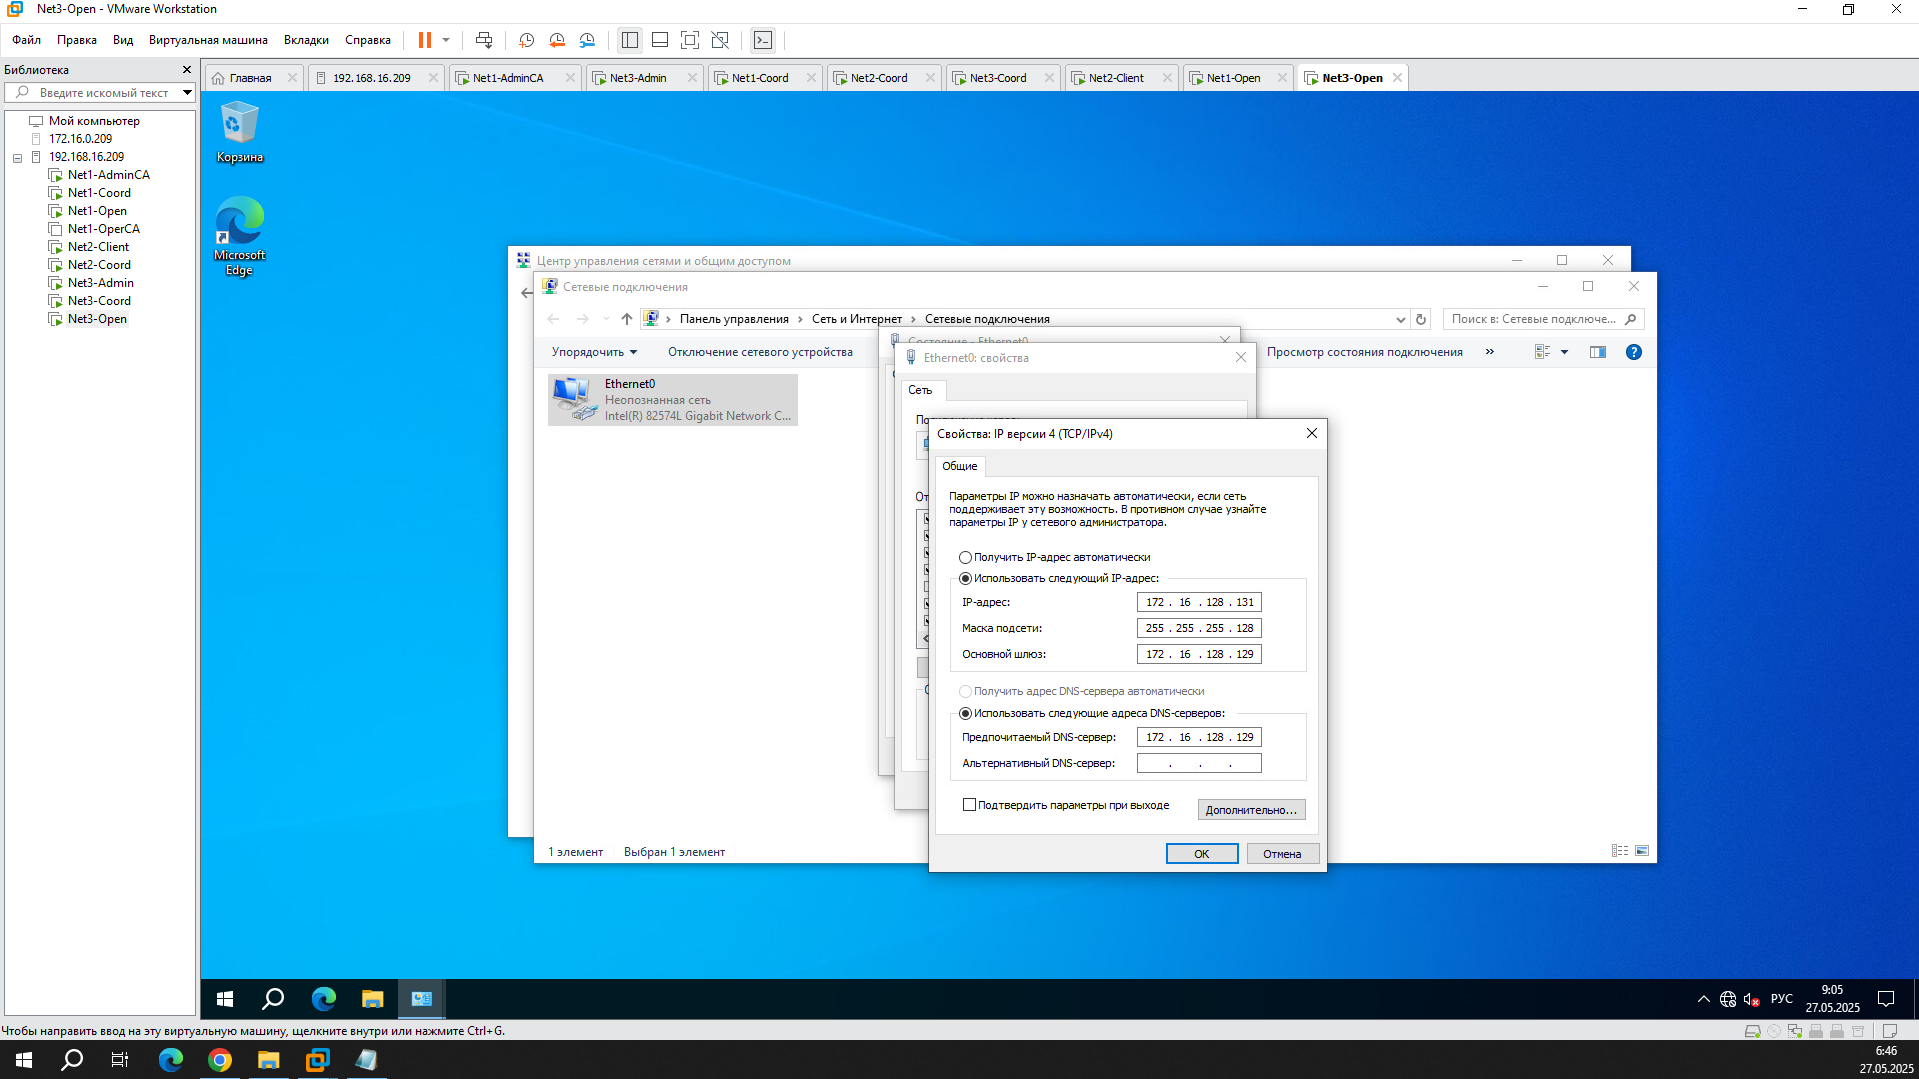 Net3-Open - VMware Workstation
Файл Правка Вид Виртуальная машина Вкладки Справка
Библиотека
Введите искомый текст
Мой компьютер
172.16.0.209
192.168.16.209
Net1-AdminCA
Net1-Coord
Net1-Open
Net1-OperCA
Net2-Client
Net2-Coord
Net3-Admin
Net3-Coord
Net3-Open
Главная 192.168.16.209 Net1-AdminCA Net3-Admin Net1-Coord Net2-Coord Net3-Coord Net2-Client Net1-Open Net3-Open
Корзина
Microsoft
Edge
Центр управления сетями и общим доступом
Сетевые подключения
Панель управления Сеть и Интернет Сетевые подключения
Поиск в: Сетевые подключе...
Упорядочить Отключение сетевого устройства
Просмотр состояния подключения »
Ethernet0
Неопознанная сеть
Intel(R) 82574L Gigabit Network C...
1 элемент Выбран 1 элемент
Состояние - Ethernet0
Ethernet0: свойства
Сеть
Свойства: IP версии 4 (TCP/IPv4)
Общие
Параметры IP можно назначать автоматически, если сеть
поддерживает эту возможность. В противном случае узнайте
параметры IP у сетевого администратора.
Получить IP-адрес автоматически
Использовать следующий IP-адрес:
IP-адрес: 172 . 16 . 128 . 131
Маска подсети: 255 . 255 . 255 . 128
Основной шлюз: 172 . 16 . 128 . 129
Получить адрес DNS-сервера автоматически
Использовать следующие адреса DNS-серверов:
Предпочитаемый DNS-сервер: 172 . 16 . 128 . 129
Альтернативный DNS-сервер: . . .
Подтвердить параметры при выходе
Дополнительно...
ОК Отмена
РУС
9:05
27.05.2025
Чтобы направить ввод на эту виртуальную машину, щелкните внутри или нажмите Ctrl+G.
6:46
27.05.2025